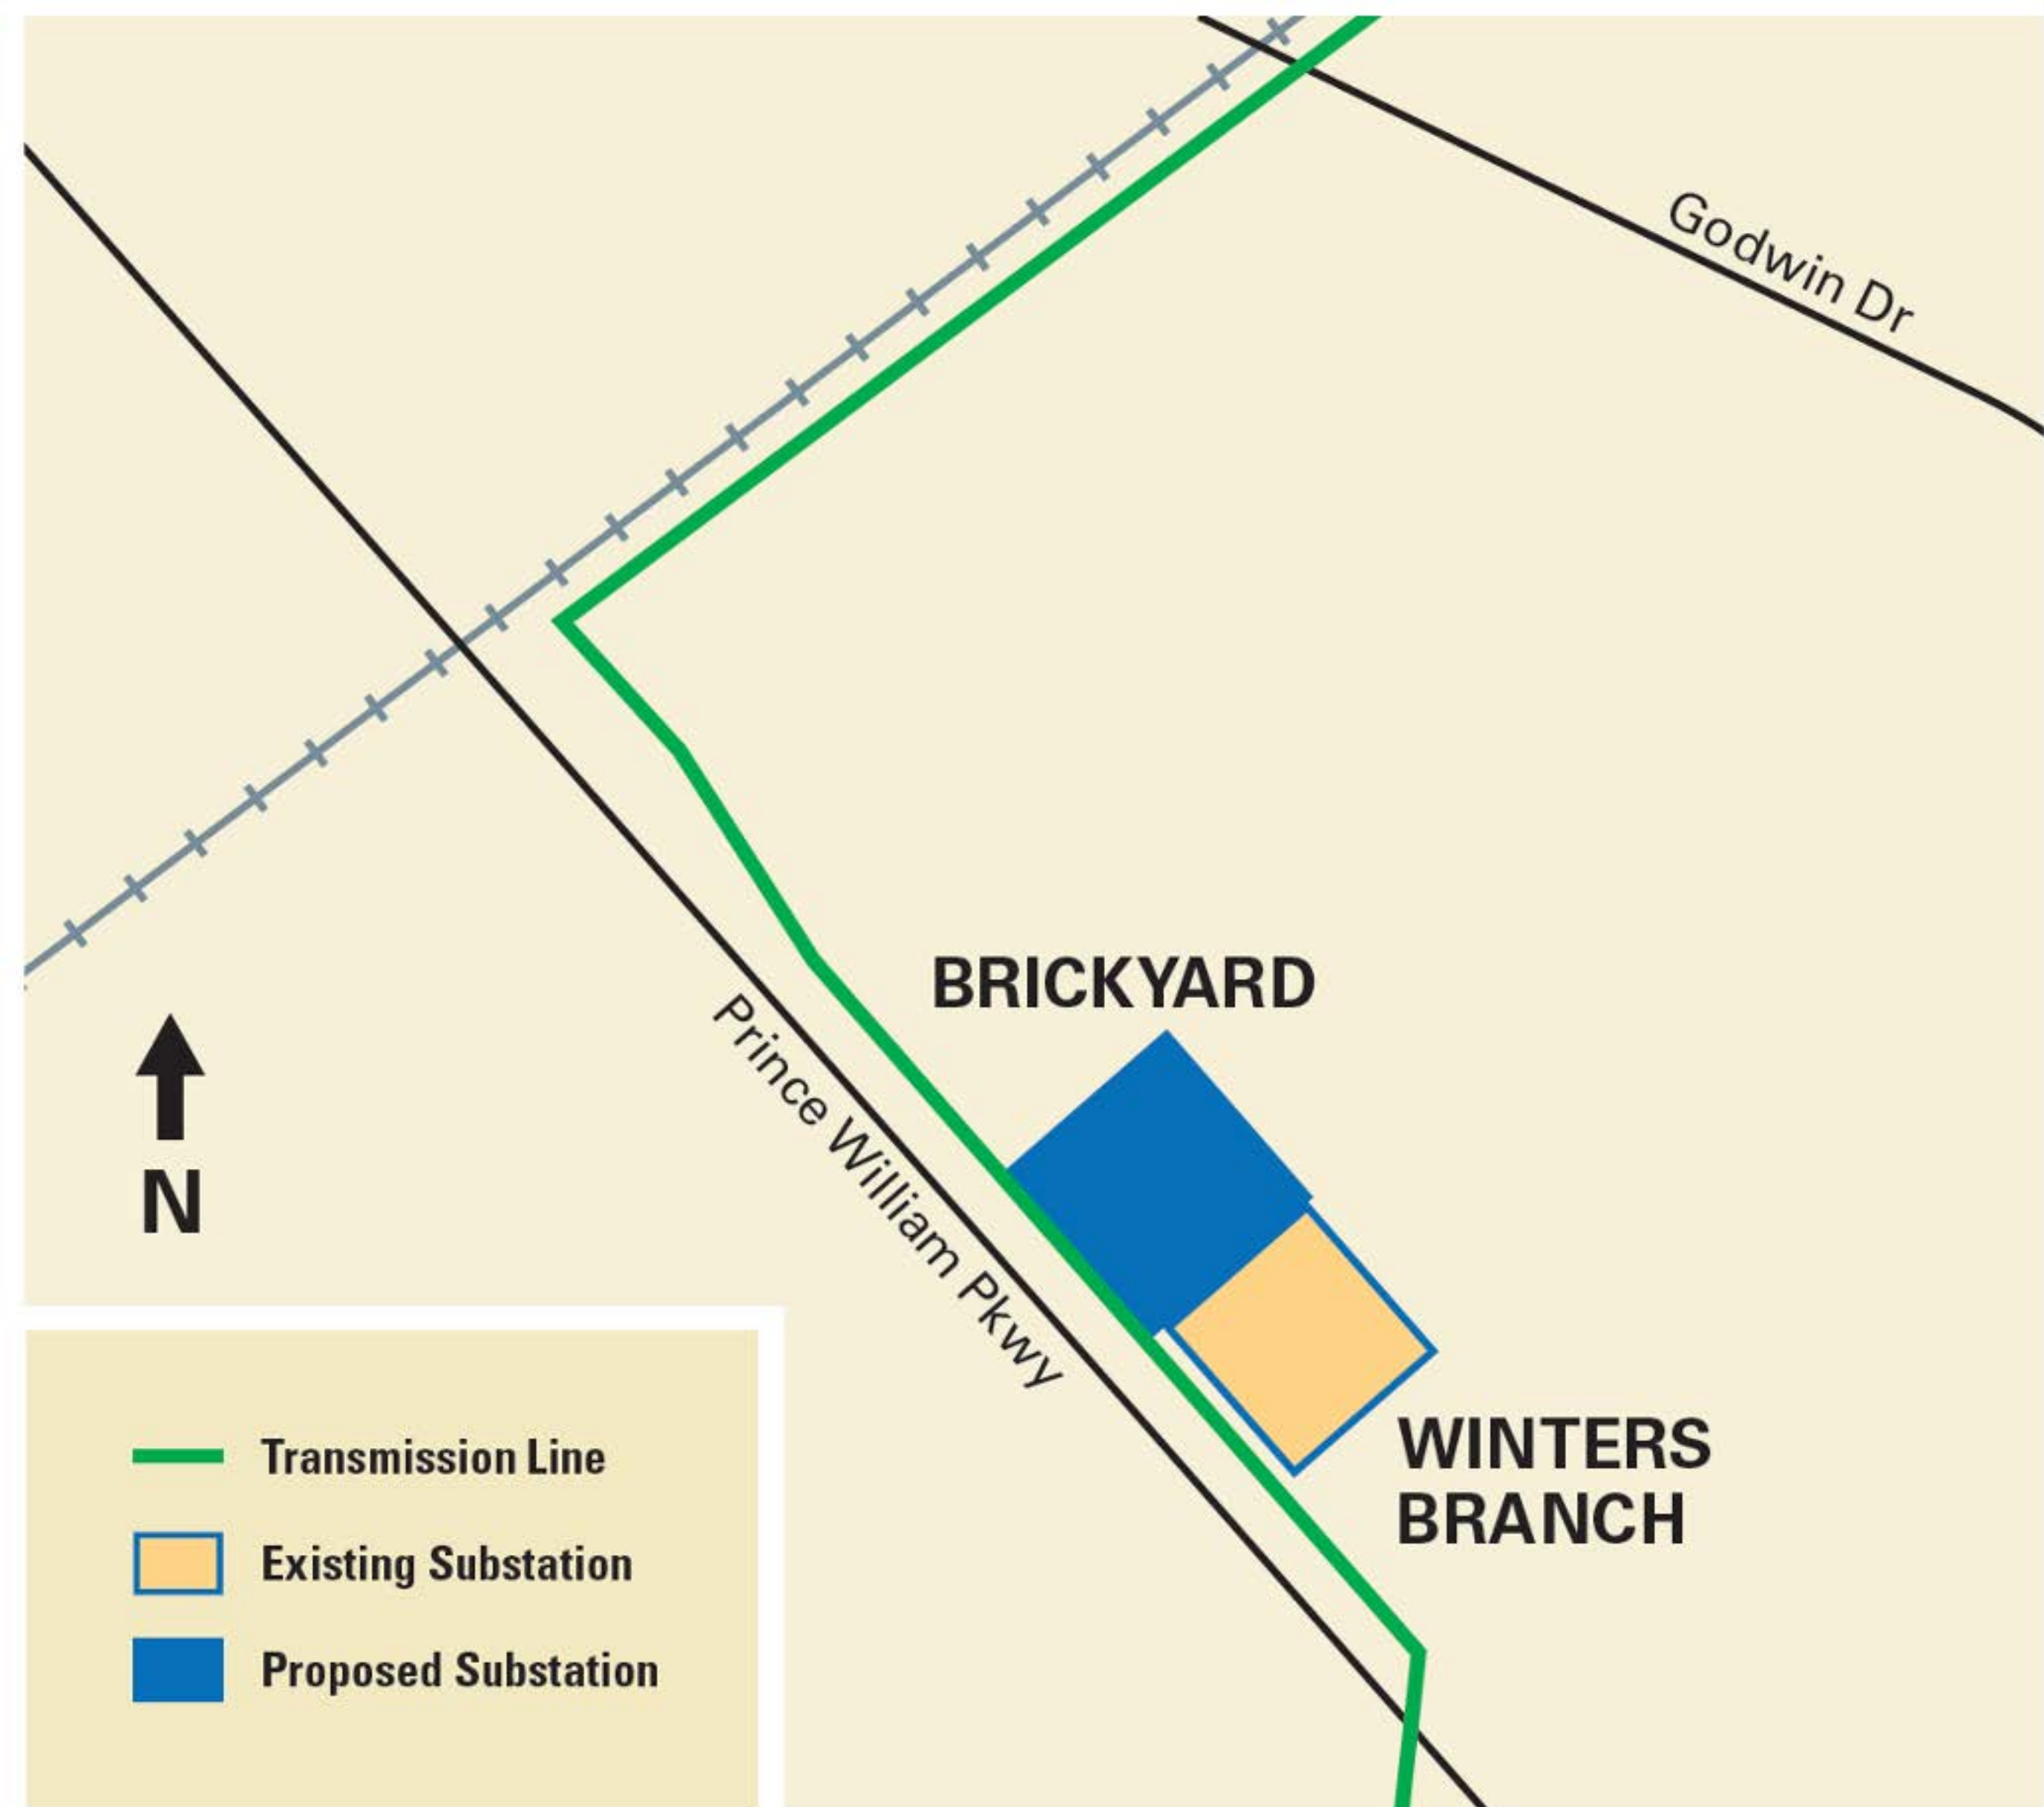 Godwin Dr
BRICKYARD
Prince William Pkwy
N
WINTERS
BRANCH
Transmission Line
Existing Substation
Proposed Substation